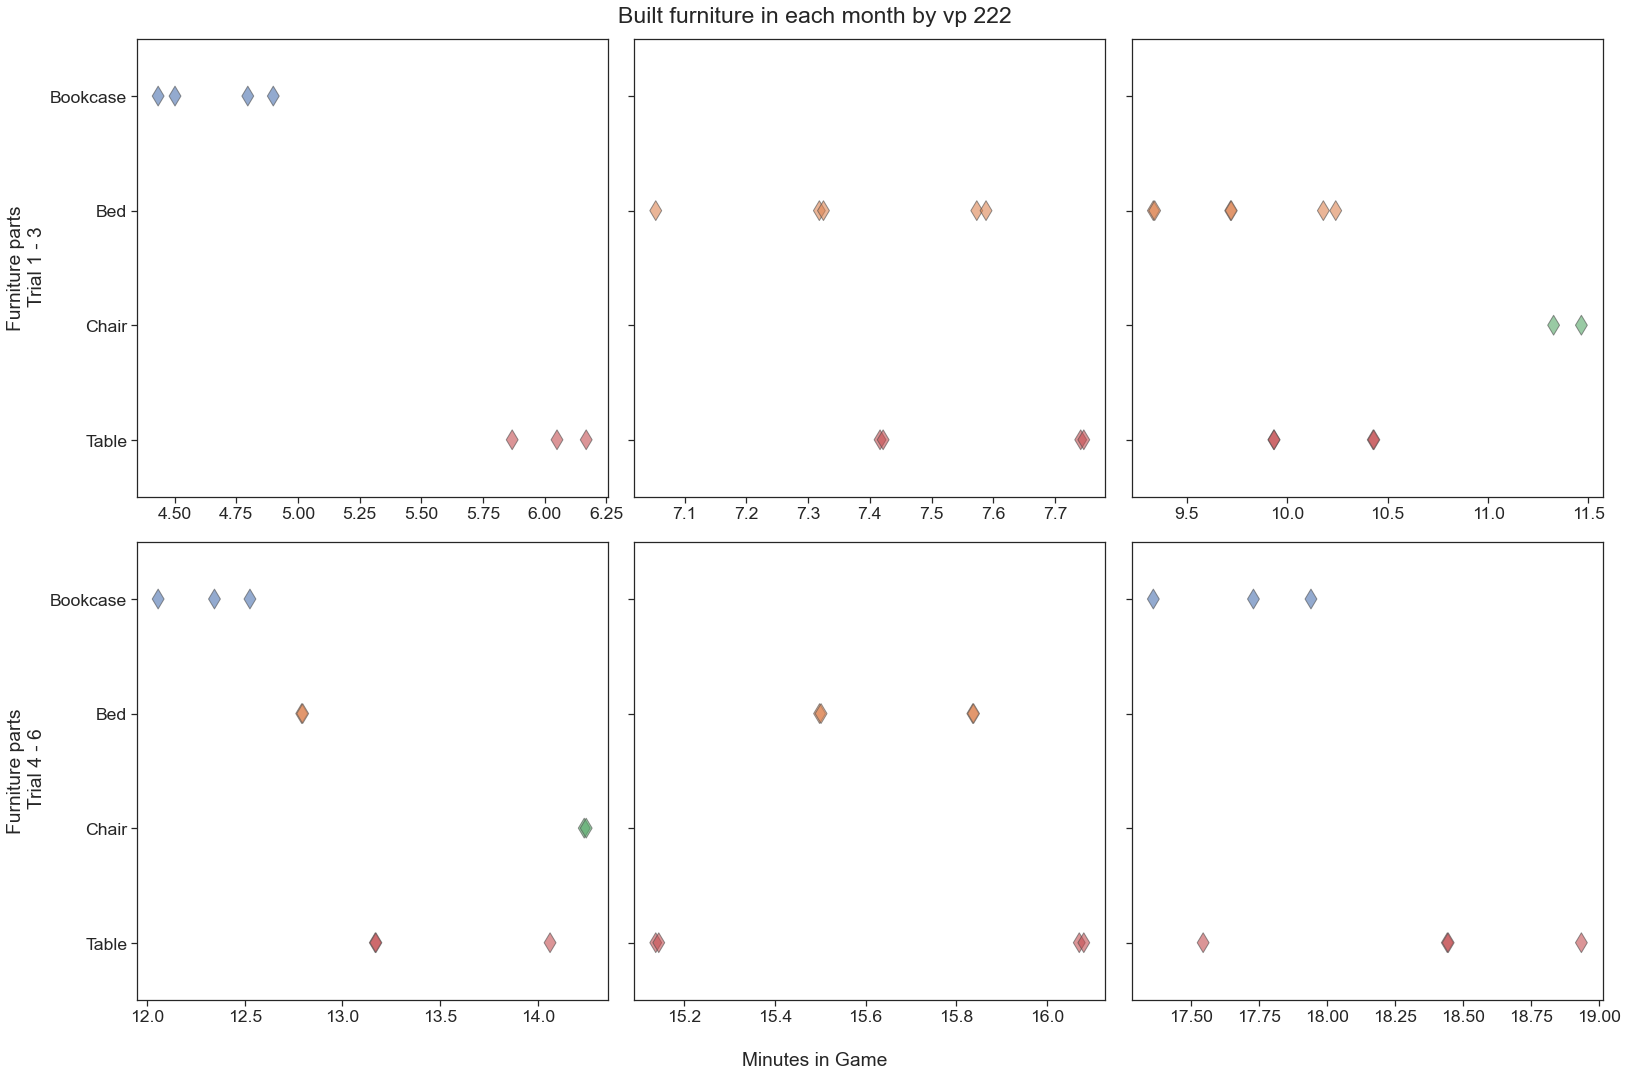 Built furniture in each month by vp 222
Furniture parts
Trial 1 - 3
Bookcase
Bed
Chair
Table
4.50 4.75 5.00 5.25 5.50 5.75 6.00 6.25
7.1 7.2 7.3 7.4 7.5 7.6 7.7
9.5 10.0 10.5 11.0 11.5
Furniture parts
Trial 4 - 6
Bookcase
Bed
Chair
Table
12.0 12.5 13.0 13.5 14.0
15.2 15.4 15.6 15.8 16.0
17.50 17.75 18.00 18.25 18.50 18.75 19.00
Minutes in Game